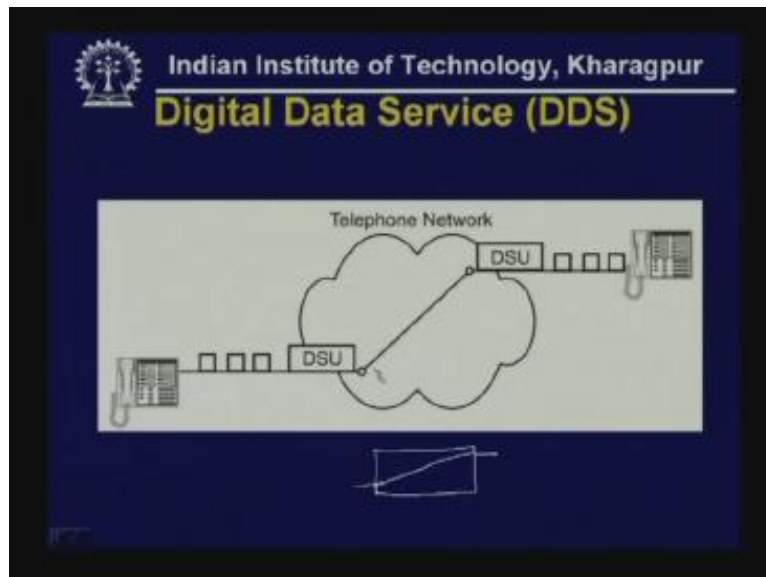 Indian Institute of Technology, Kharagpur
Digital Data Service (DDS)
Telephone Network
DSU
DSU